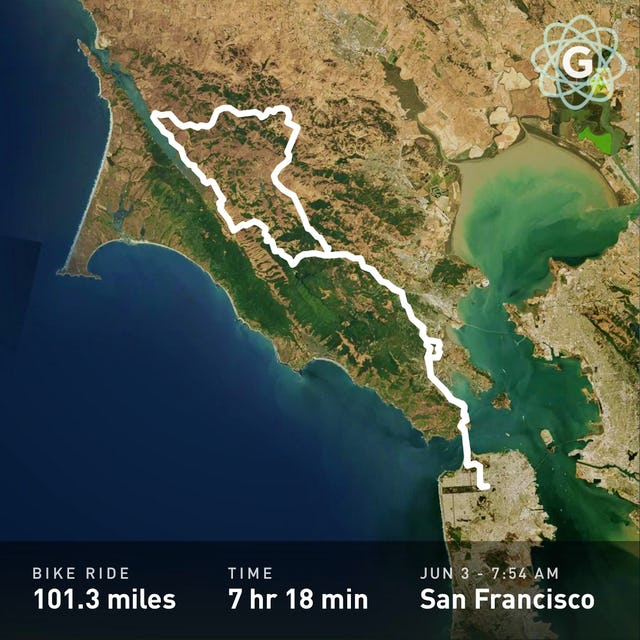 G
BIKE RIDE
101.3 miles
TIME
7 hr 18 min
JUN 3 - 7:54 AM
San Francisco